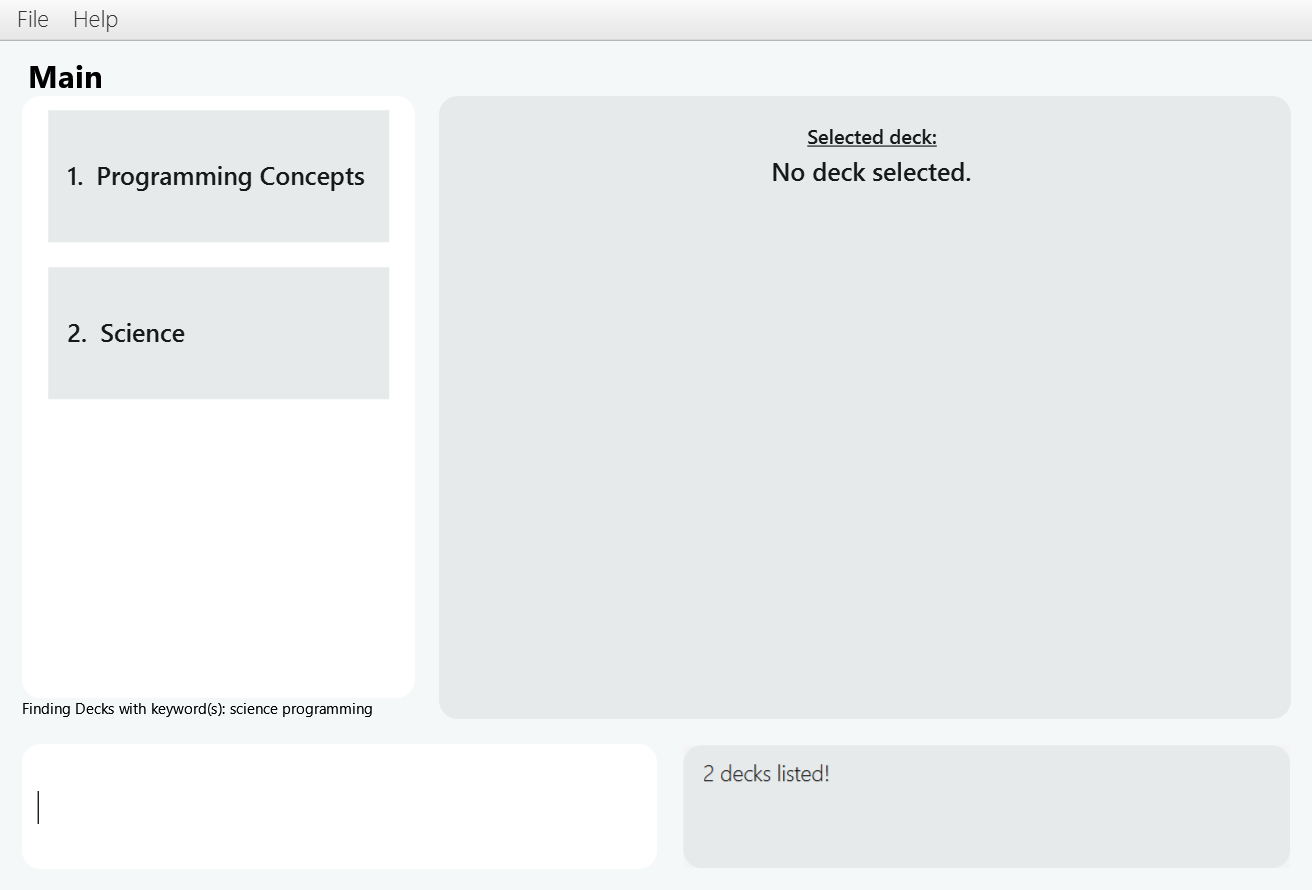 File Help
Main
1. Programming Concepts
2. Science
Finding Decks with keyword(s): science programming
Selected deck:
No deck selected.
2 decks listed!